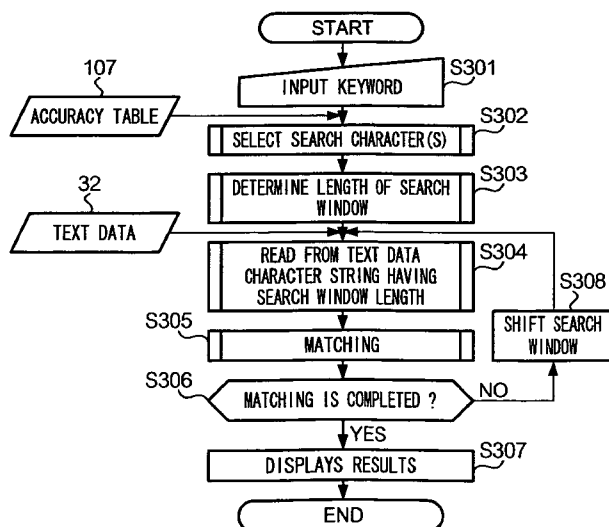 START
S301
INPUT KEYWORD
107
ACCURACY TABLE
S302
SELECT SEARCH CHARACTER(S)
S303
DETERMINE LENGTH OF SEARCH
WINDOW
32
TEXT DATA
S304
READ FROM TEXT DATA
CHARACTER STRING HAVING
SEARCH WINDOW LENGTH
S308
SHIFT SEARCH
WINDOW
S305
MATCHING
S306
MATCHING IS COMPLETED ?
NO
YES
S307
DISPLAYS RESULTS
END